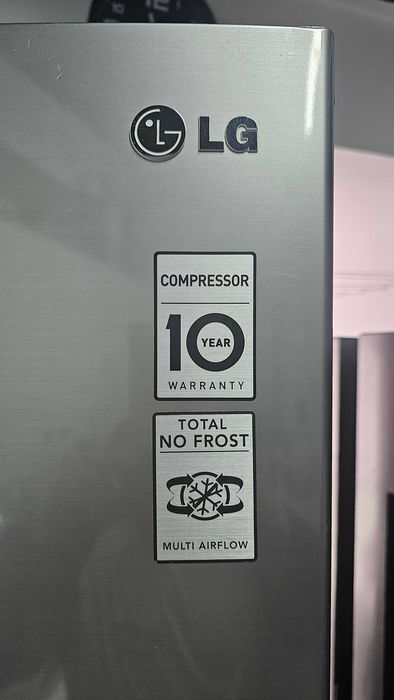 LG
COMPRESSOR
10 YEAR
WARRANTY
TOTAL
NO FROST
MULTI AIRFLOW